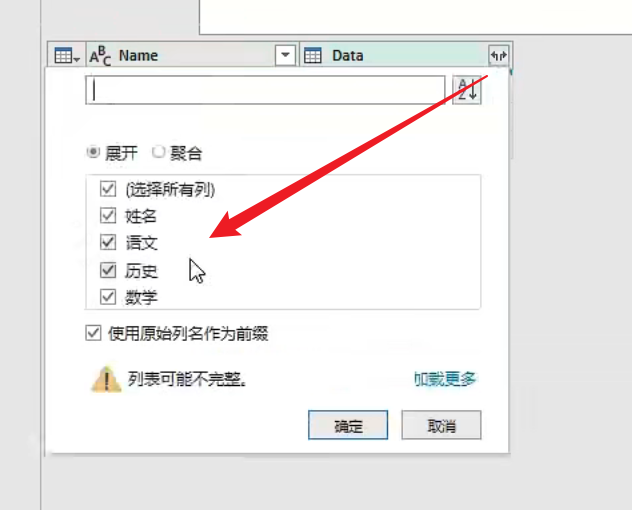 ABC Name Data
AZ
展开 聚合
(选择所有列)
姓名
语文
历史
数学
使用原始列名作为前缀
列表可能不完整。 加载更多
确定 取消